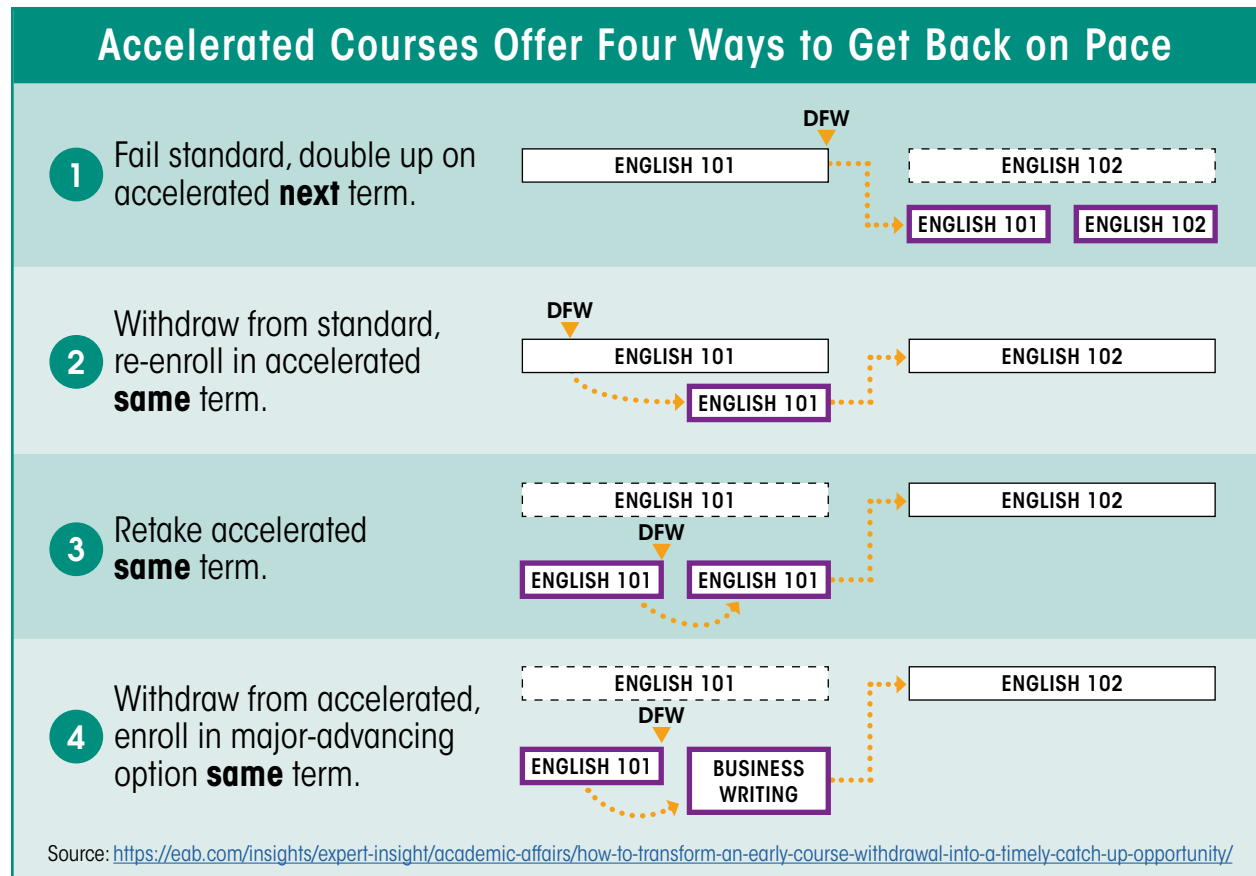 Accelerated Courses Offer Four Ways to Get Back on Pace
1
Fail standard, double up on
accelerated next term.
DFW
ENGLISH 101
ENGLISH 102
ENGLISH 101
ENGLISH 102
2
Withdraw from standard,
re-enroll in accelerated
same term.
DFW
ENGLISH 101
ENGLISH 102
ENGLISH 101
3
Retake accelerated
same term.
ENGLISH 101
ENGLISH 102
DFW
ENGLISH 101
ENGLISH 101
4
Withdraw from accelerated,
enroll in major-advancing
option same term.
ENGLISH 101
ENGLISH 102
DFW
ENGLISH 101
BUSINESS
WRITING
Source: https://eab.com/insights/expert-insight/academic-affairs/how-to-transform-an-early-course-withdrawal-into-a-timely-catch-up-opportunity/